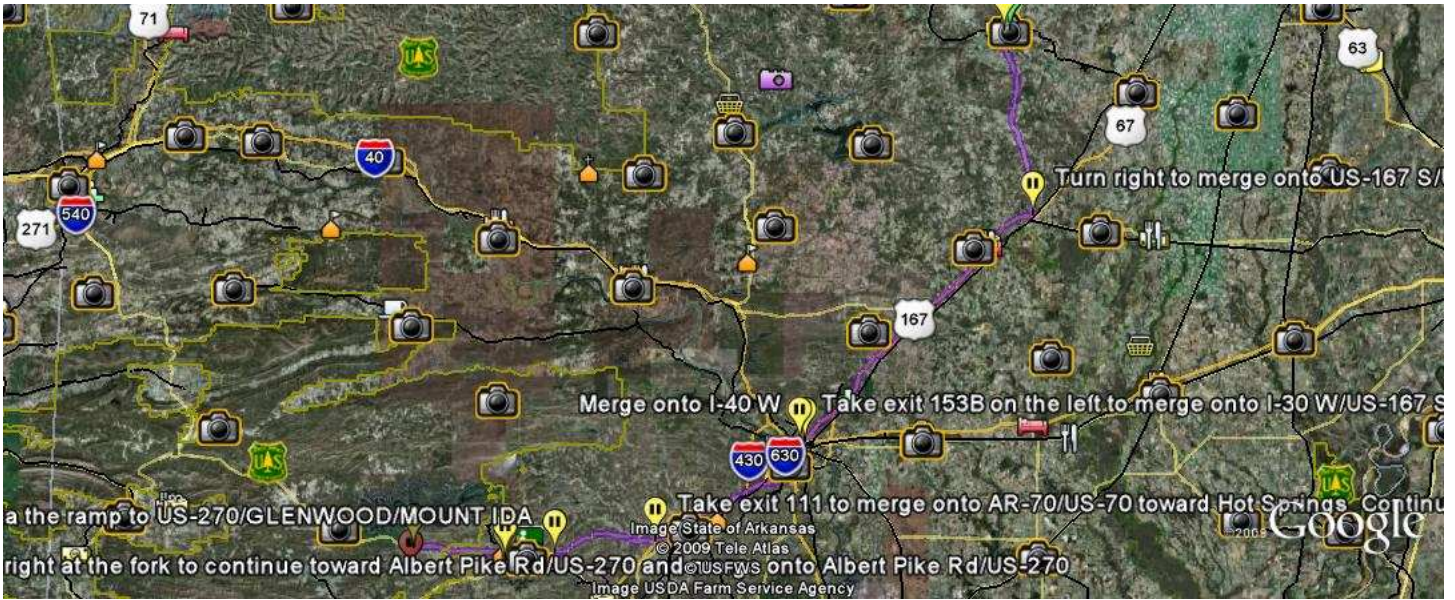 71
U S
63
67
40
Turn right to merge onto US-167 S/U
540
271
167
Merge onto I-40 W
Take exit 153B on the left to merge onto I-30 W/US-167 S
430
630
U S
U S
Take exit 111 to merge onto AR-70/US-70 toward Hot Springs Continu
a the ramp to US-270/GLENWOOD/MOUNT IDA
Image State of Arkansas
© 2009 Tele Atlas
© USFWS
right at the fork to continue toward Albert Pike Rd/US-270 and onto Albert Pike Rd/US-270
Image USDA Farm Service Agency
2009
Google